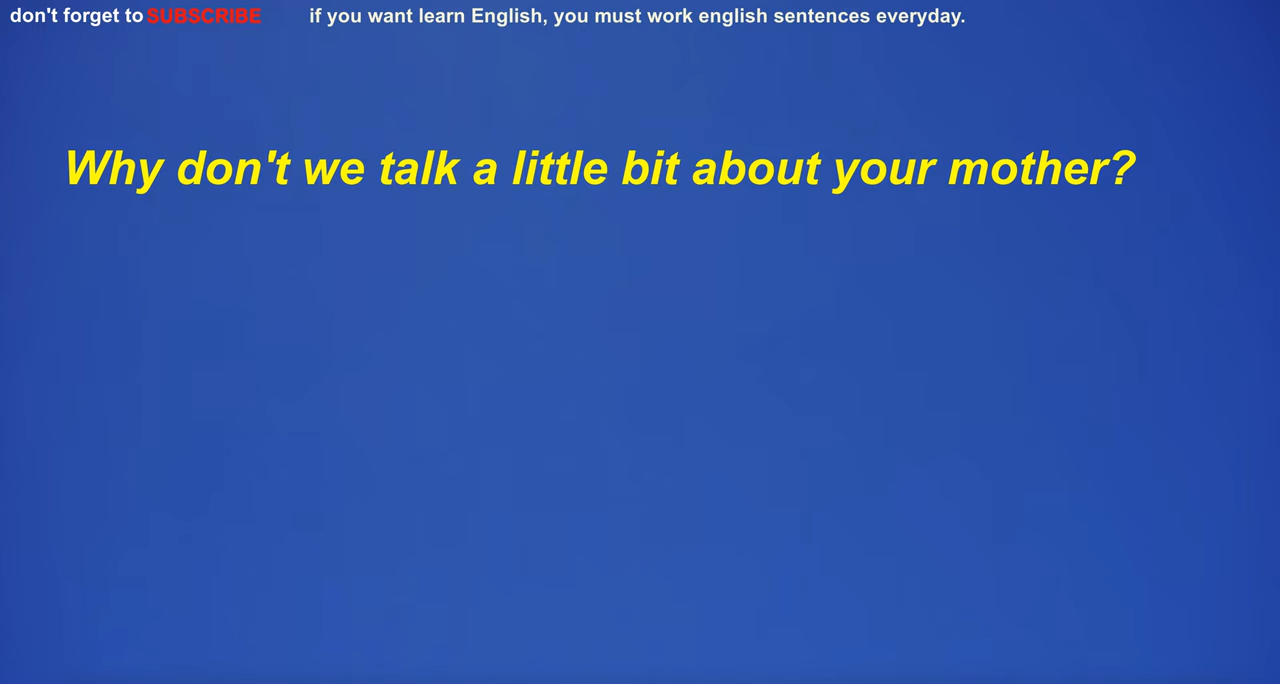 don't forget to SUBSCRIBE if you want learn English, you must work english sentences everyday.
Why don't we talk a little bit about your mother?